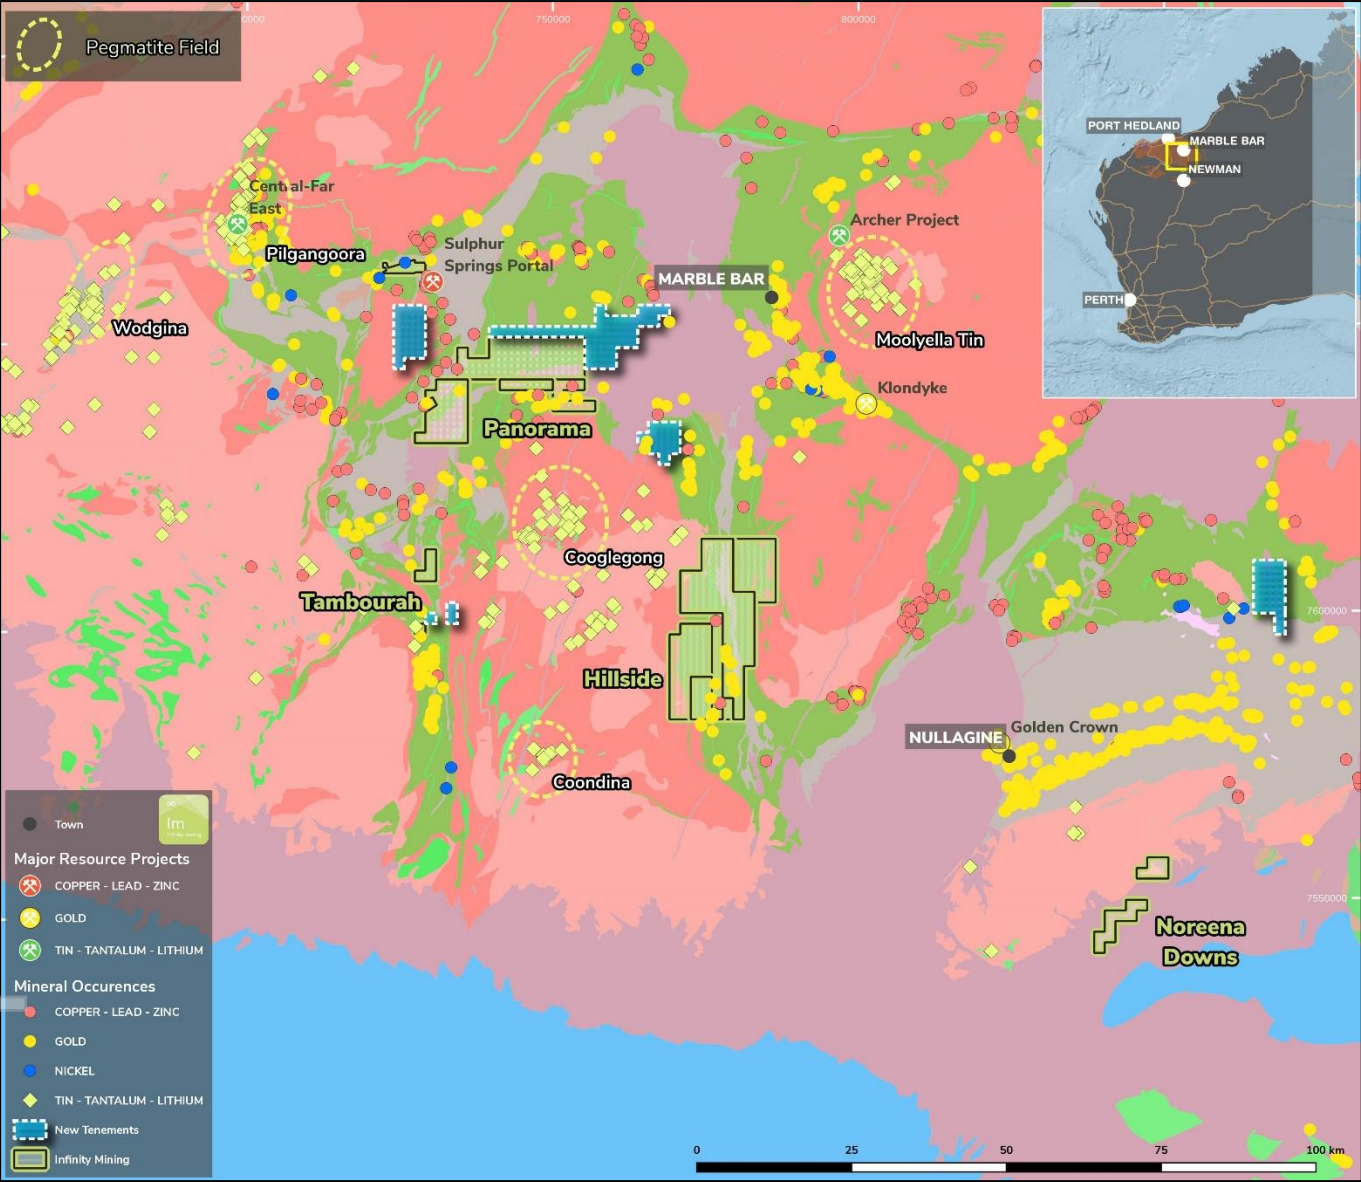 Pegmatite Field
750000
800000
PORT HEDLAND
MARBLE BAR
NEWMAN
PERTH
Central-Far
East
Pilgangoora
Sulphur
Springs Portal
Archer Project
MARBLE BAR
Wodgina
Moolyella Tin
Klondyke
Panorama
Cooglegong
Tambourah
7600000
Hillside
NULLAGINE
Golden Crown
Coondina
7550000
Noreena
Downs
Town
Im
Major Resource Projects
COPPER - LEAD - ZINC
GOLD
TIN - TANTALUM - LITHIUM
Mineral Occurences
COPPER - LEAD - ZINC
GOLD
NICKEL
TIN - TANTALUM - LITHIUM
New Tenements
Infinity Mining
0 25 50 75 100 km